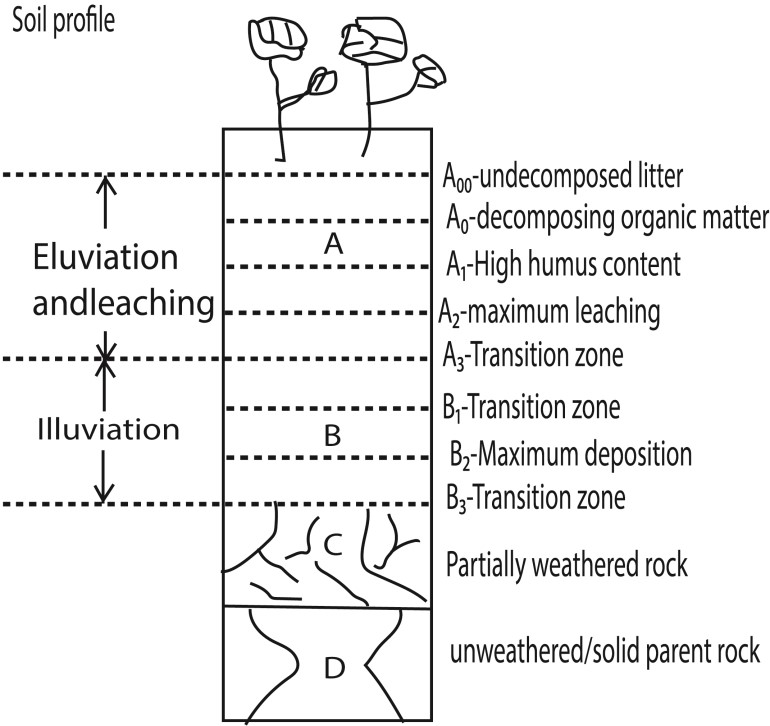 Soil profile
A₀₀-undecomposed litter
A₀-decomposing organic matter
A
Eluviation
andleaching
A₁-High humus content
A₂-maximum leaching
A₃-Transition zone
B₁-Transition zone
Illuviation
B
B₂-Maximum deposition
B₃-Transition zone
C
Partially weathered rock
D
unweathered/solid parent rock